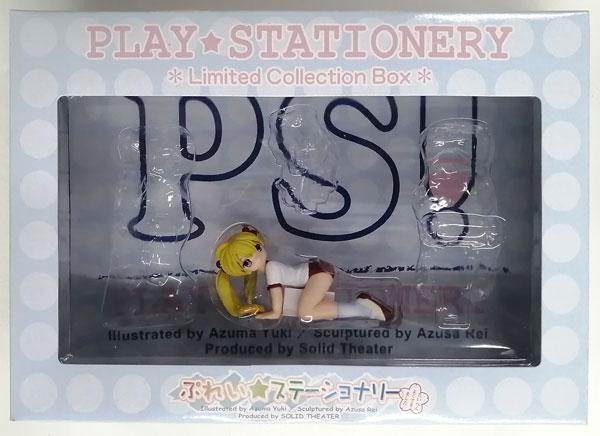 PLAY★STATIONERY
＊Limited Collection Box＊
PS!
PLAY★STATIONERY
Illustrated by Azuma Yuki ／ Sculptured by Azusa Rei
Produced by Solid Theater
ぷれい☆ステーショナリー
Illustrated by Azuma Yuki ／ Sculptured by Azusa Rei
Produced by SOLID THEATER